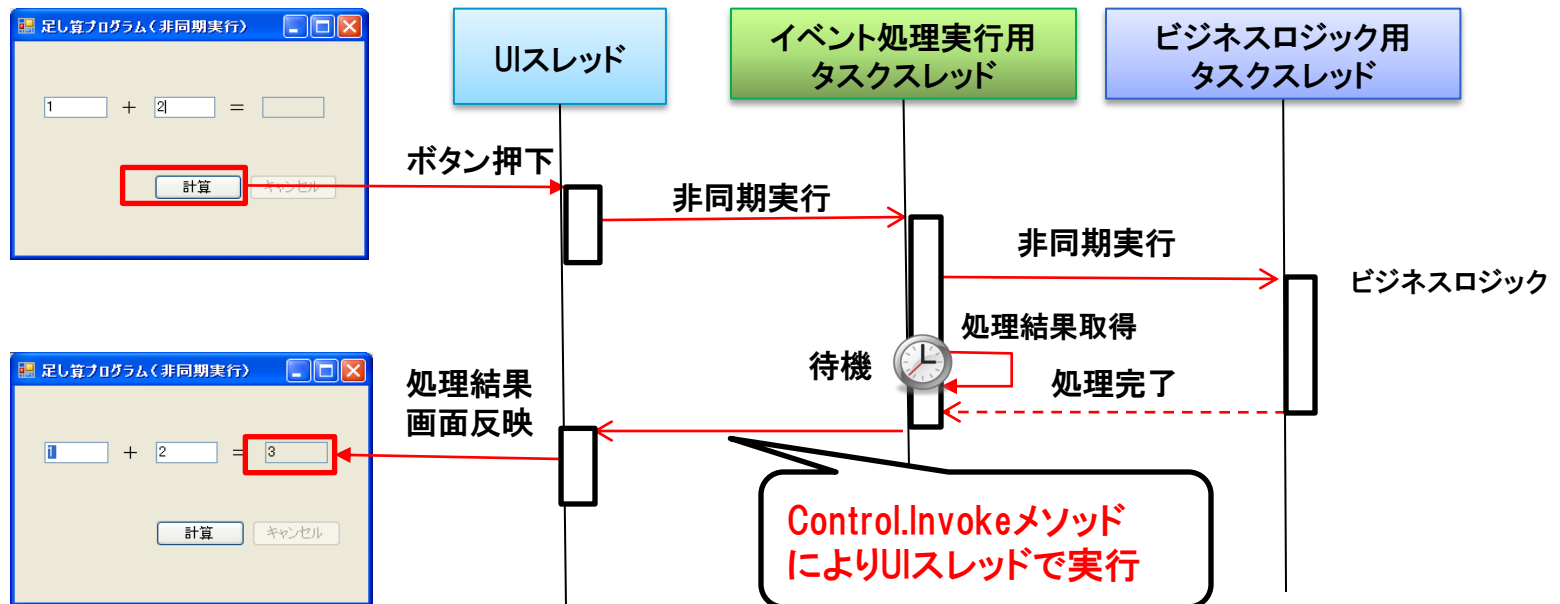 足し算プログラム(非同期実行)
1 + 2 =
計算 キャンセル
UIスレッド
イベント処理実行用
タスクスレッド
ビジネスロジック用
タスクスレッド
ボタン押下
非同期実行
非同期実行
ビジネスロジック
処理結果取得
待機
処理完了
処理結果
画面反映
足し算プログラム(非同期実行)
1 + 2 = 3
計算 キャンセル
Control.Invokeメソッド
によりUIスレッドで実行